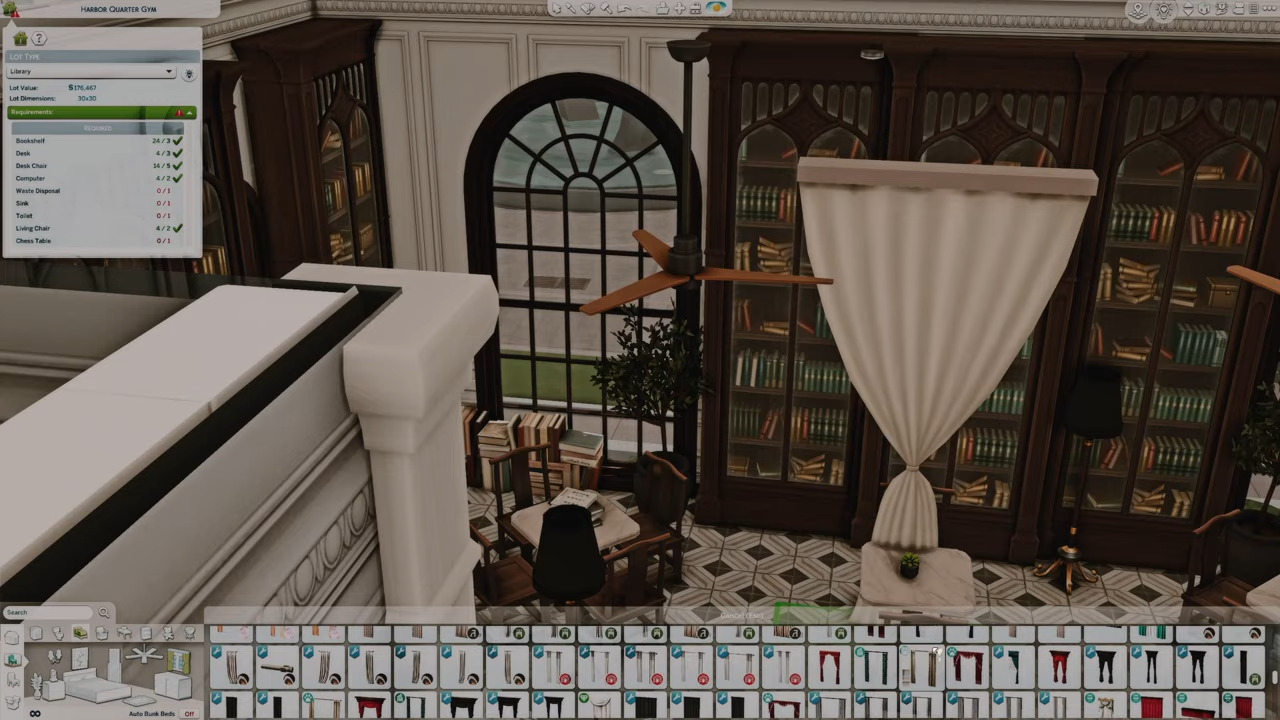 HARBOR QUARTER GYM
LOT TYPE
Library
Lot Value: $176,467
Lot Dimensions: 30x30
Requirements:
REQUIRED
Bookshelf 24 / 3
Desk 4 / 3
Desk Chair 14 / 5
Computer 4 / 2
Waste Disposal 0 / 1
Sink 0 / 1
Toilet 0 / 1
Living Chair 4 / 2
Chess Table 0 / 1
Search
Auto Bunk Beds Off